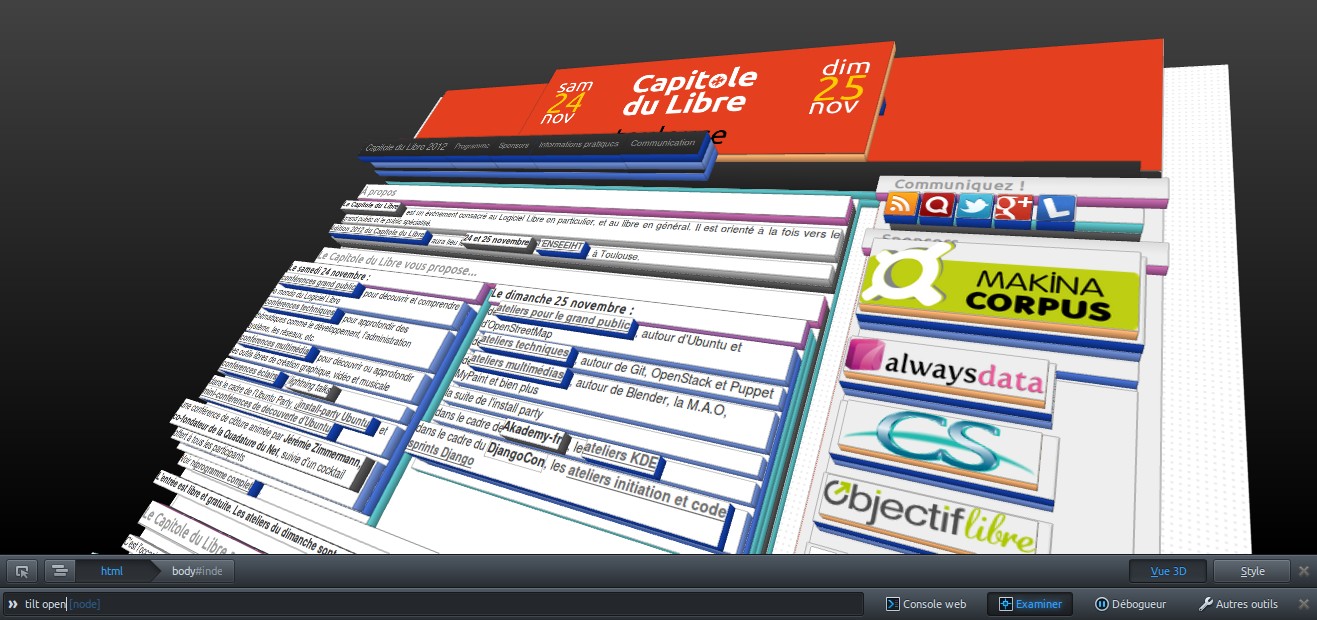 sam
24
nov
Capitole
du Libre
dim
25
nov
Capitole du Libre 2012 Programme Sponsors Informations pratiques Communication
À propos
Le Capitole du Libre est un évènement consacré au Logiciel Libre en particulier, et au libre en général. Il est orienté à la fois vers le
grand public et le public spécialisé.
édition 2012 du Capitole du Libre aura lieu 24 et 25 novembre l'ENSEEIHT à Toulouse.
Le Capitole du Libre vous propose...
Le samedi 24 novembre :
conférences grand public pour découvrir et comprendre
monde du Logiciel Libre
conférences techniques pour approfondir des
thématiques comme le développement, l'administration
système, les réseaux, etc
conférences multimédia pour découvrir ou approfondir
les outils libres de création graphique, vidéo et musicale
conférences éclairs lightning talks
dans le cadre de l'Ubuntu Party, install-party Ubuntu et
mini-conférences de découverte d'Ubuntu
une conférence de clôture animée par Jérémie Zimmermann,
co-fondateur de la Quadature du Net, suivie d'un cocktail
offert à tous les participants
programme complet
L'entrée est libre et gratuite. Les ateliers du dimanche sont
Le Capitole du Libre
Le dimanche 25 novembre :
ateliers pour le grand public, autour d'Ubuntu et
d'OpenStreetMap
ateliers techniques autour de Git, OpenStack et Puppet
ateliers multimédias autour de Blender, la M.A.O,
MyPaint et bien plus
la suite de l'install party
dans le cadre de Akademy-fr, les ateliers KDE
dans le cadre du DjangoCon, les ateliers initiation et code
sprints Django
Communiquez !
Sponsors
MAKINA
CORPUS
alwaysdata
CS
Objectif
libre
html body#inde
Vue 3D Style
» tilt open [node]
Console web Examiner Débogueur Autres outils